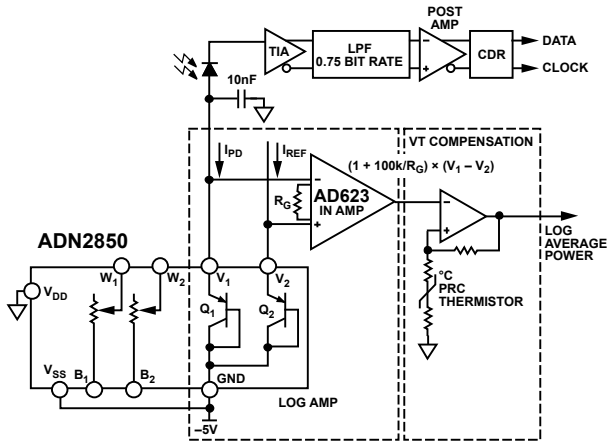 POST
AMP
TIA
LPF
0.75 BIT RATE
CDR
DATA
CLOCK
10nF
VT COMPENSATION
I_PD
I_REF
(1 + 100k/R_G) × (V_1 – V_2)
R_G
AD623
IN AMP
–
+
–
+
–
+
LOG
AVERAGE
POWER
°C
PRC
THERMISTOR
ADN2850
V_DD
W_1
W_2
V_1
V_2
Q_1
Q_2
V_SS
B_1
B_2
GND
LOG AMP
–5V